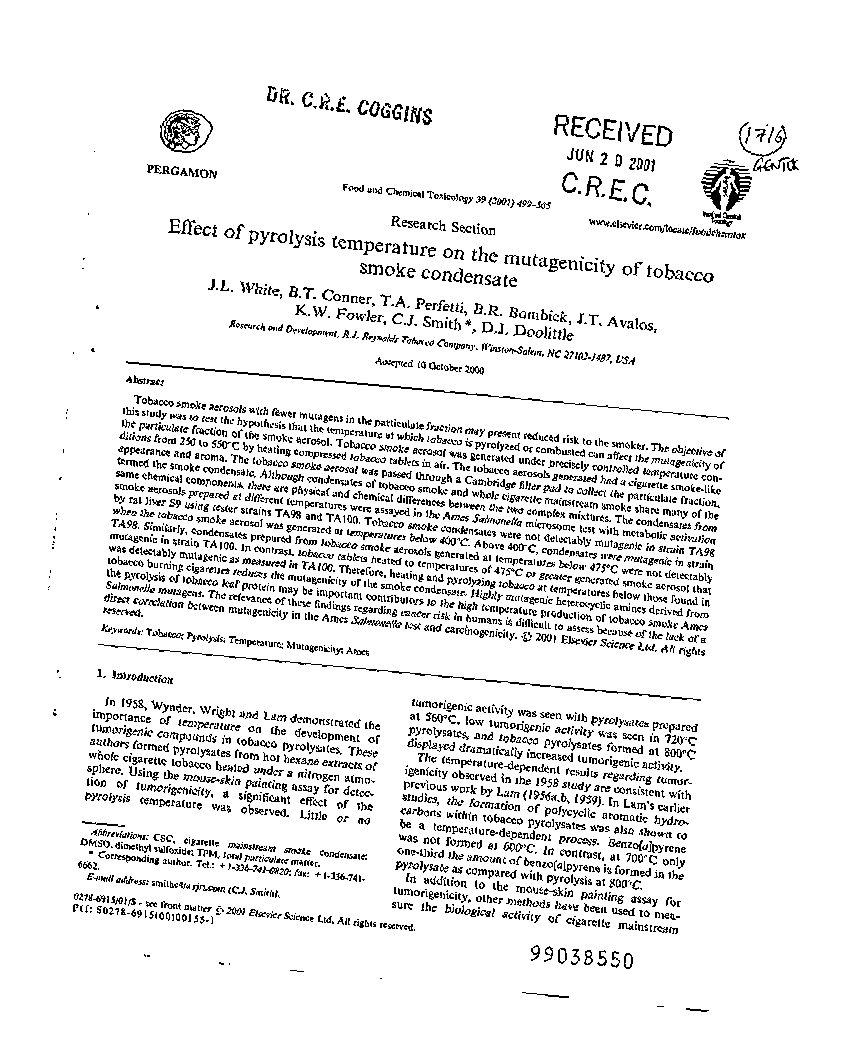 DR. C.R.E. COGGINS
RECEIVED
JUN 20 2001
C.R.E.C.
(1716)
GENTOX
PERGAMON
Food and Chemical Toxicology 39 (2001) 499–505
www.elsevier.com/locate/foodchemtox
Research Section
Effect of pyrolysis temperature on the mutagenicity of tobacco
smoke condensate
J.L. White, B.T. Conner, T.A. Perfetti, B.R. Bombick, J.T. Avalos,
K.W. Fowler, C.J. Smith *, D.J. Doolittle
Research and Development, R.J. Reynolds Tobacco Company, Winston-Salem, NC 27102-1487, USA
Accepted 10 October 2000
Abstract
Tobacco smoke aerosols with fewer mutagens in the particulate fraction may present reduced risk to the smoker. The objective of
this study was to test the hypothesis that the temperature at which tobacco is pyrolyzed or combusted can affect the mutagenicity of
the particulate fraction of the smoke aerosol. Tobacco smoke aerosol was generated under precisely controlled temperature con-
ditions from 250 to 550°C by heating compressed tobacco tablets in air. The tobacco aerosols generated had a cigarette smoke-like
appearance and aroma. The tobacco smoke aerosol was passed through a Cambridge filter pad to collect the particulate fraction,
termed the smoke condensate. Although condensates of tobacco smoke and whole cigarette mainstream smoke share many of the
same chemical components, there are physical and chemical differences between the two complex mixtures. The condensates from
smoke aerosols prepared at different temperatures were assayed in the Ames Salmonella microsome test with metabolic activation
by rat liver S9 using tester strains TA98 and TA100. Tobacco smoke condensates were not detectably mutagenic in strain TA98
when the tobacco smoke aerosol was generated at temperatures below 400°C. Above 400°C, condensates were mutagenic in strain
TA98. Similarly, condensates prepared from tobacco smoke aerosols generated at temperatures below 475°C were not detectably
mutagenic in strain TA100. In contrast, tobacco tablets heated to temperatures of 475°C or greater generated smoke aerosol that
was detectably mutagenic as measured in TA100. Therefore, heating and pyrolyzing tobacco at temperatures below those found in
tobacco burning cigarettes reduces the mutagenicity of the smoke condensate. Highly mutagenic heterocyclic amines derived from
the pyrolysis of tobacco leaf protein may be important contributors to the high temperature production of tobacco smoke Ames
Salmonella mutagens. The relevance of these findings regarding cancer risk in humans is difficult to assess because of the lack of a
direct correlation between mutagenicity in the Ames Salmonella test and carcinogenicity. © 2001 Elsevier Science Ltd. All rights
reserved.
Keywords: Tobacco; Pyrolysis; Temperature; Mutagenicity; Ames
1. Introduction
In 1958, Wynder, Wright and Lam demonstrated the
importance of temperature on the development of
tumorigenic compounds in tobacco pyrolysates. These
authors formed pyrolysates from hot hexane extracts of
whole cigarette tobacco heated under a nitrogen atmo-
sphere. Using the mouse-skin painting assay for detec-
tion of tumorigenicity, a significant effect of the
pyrolysis temperature was observed. Little or no
Abbreviations: CSC, cigarette mainstream smoke condensate;
DMSO, dimethyl sulfoxide; TPM, total particulate matter.
* Corresponding author. Tel.: +1-336-741-0820; fax: +1-336-741-
6662.
E-mail address: smithc4@rjrt.com (C.J. Smith).
0278-6915/01/$ - see front matter © 2001 Elsevier Science Ltd. All rights reserved.
PII: S0278-6915(00)00155-1
tumorigenic activity was seen with pyrolysates prepared
at 560°C, low tumorigenic activity was seen in 720°C
pyrolysates, and tobacco pyrolysates formed at 800°C
displayed dramatically increased tumorigenic activity.
The temperature-dependent results regarding tumor-
igenicity observed in the 1958 study are consistent with
previous work by Lam (1956a,b, 1959). In Lam's earlier
studies, the formation of polycyclic aromatic hydro-
carbons within tobacco pyrolysates was also shown to
be a temperature-dependent process. Benzo[a]pyrene
was not formed at 600°C. In contrast, at 700°C only
one-third the amount of benzo[a]pyrene is formed in the
pyrolysate as compared with pyrolysis at 800°C.
In addition to the mouse-skin painting assay for
tumorigenicity, other methods have been used to mea-
sure the biological activity of cigarette mainstream
99038550